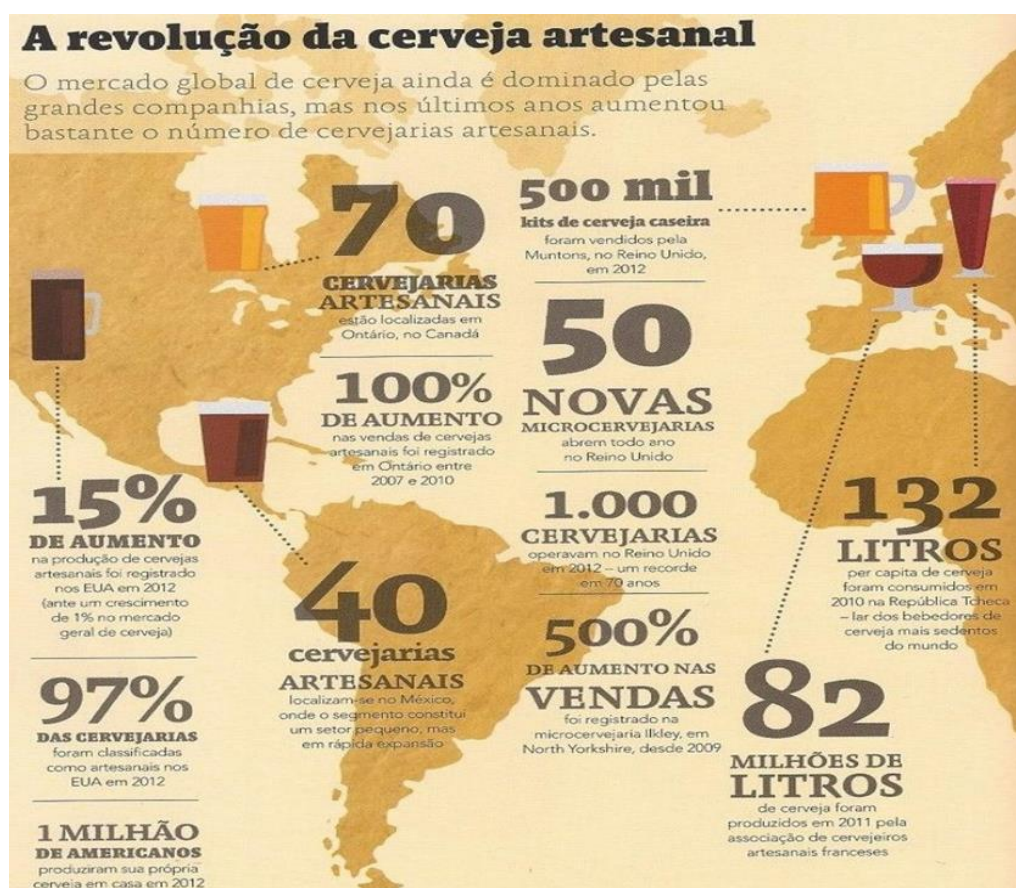 A revolução da cerveja artesanal
O mercado global de cerveja ainda é dominado pelas
grandes companhias, mas nos últimos anos aumentou
bastante o número de cervejarias artesanais.
70
CERVEJARIAS
ARTESANAIS
estão localizadas em
Ontário, no Canadá
100%
DE AUMENTO
nas vendas de cervejas
artesanais foi registrado
em Ontário entre
2007 e 2010
15%
DE AUMENTO
na produção de cervejas
artesanais foi registrado
nos EUA em 2012
(ante um crescimento
de 1% no mercado
geral de cerveja)
97%
DAS CERVEJARIAS
foram classificadas
como artesanais nos
EUA em 2012
1 MILHÃO
DE AMERICANOS
produziram sua própria
cerveja em casa em 2012
40
cervejarias
ARTESANAIS
localizam-se no México,
onde o segmento constitui
um setor pequeno, mas
em rápida expansão
500 mil
kits de cerveja caseira
foram vendidos pela
Muntons, no Reino Unido,
em 2012
50
NOVAS
MICROCERVEJARIAS
abrem todo ano
no Reino Unido
1.000
CERVEJARIAS
operavam no Reino Unido
em 2012 – um recorde
em 70 anos
500%
DE AUMENTO NAS
VENDAS
foi registrado na
microcervejaria Ilkley, em
North Yorkshire, desde 2009
132
LITROS
per capita de cerveja
foram consumidos em
2010 na República Tcheca
– lar dos bebedores de
cerveja mais sedentos
do mundo
82
MILHÕES DE
LITROS
de cerveja foram
produzidos em 2011 pela
associação de cervejeiros
artesanais franceses